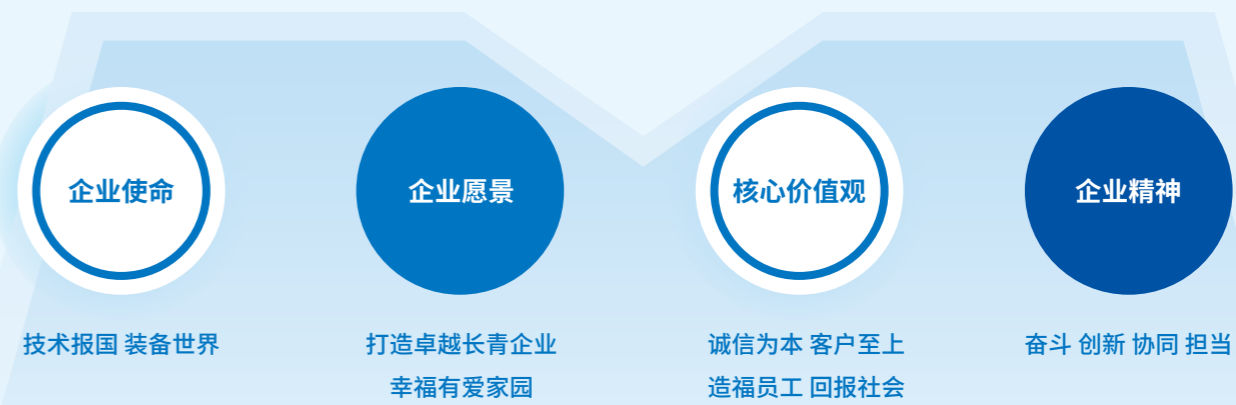 企业使命
企业愿景
核心价值观
企业精神
技术报国 装备世界
打造卓越长青企业
幸福有爱家园
诚信为本 客户至上
造福员工 回报社会
奋斗 创新 协同 担当